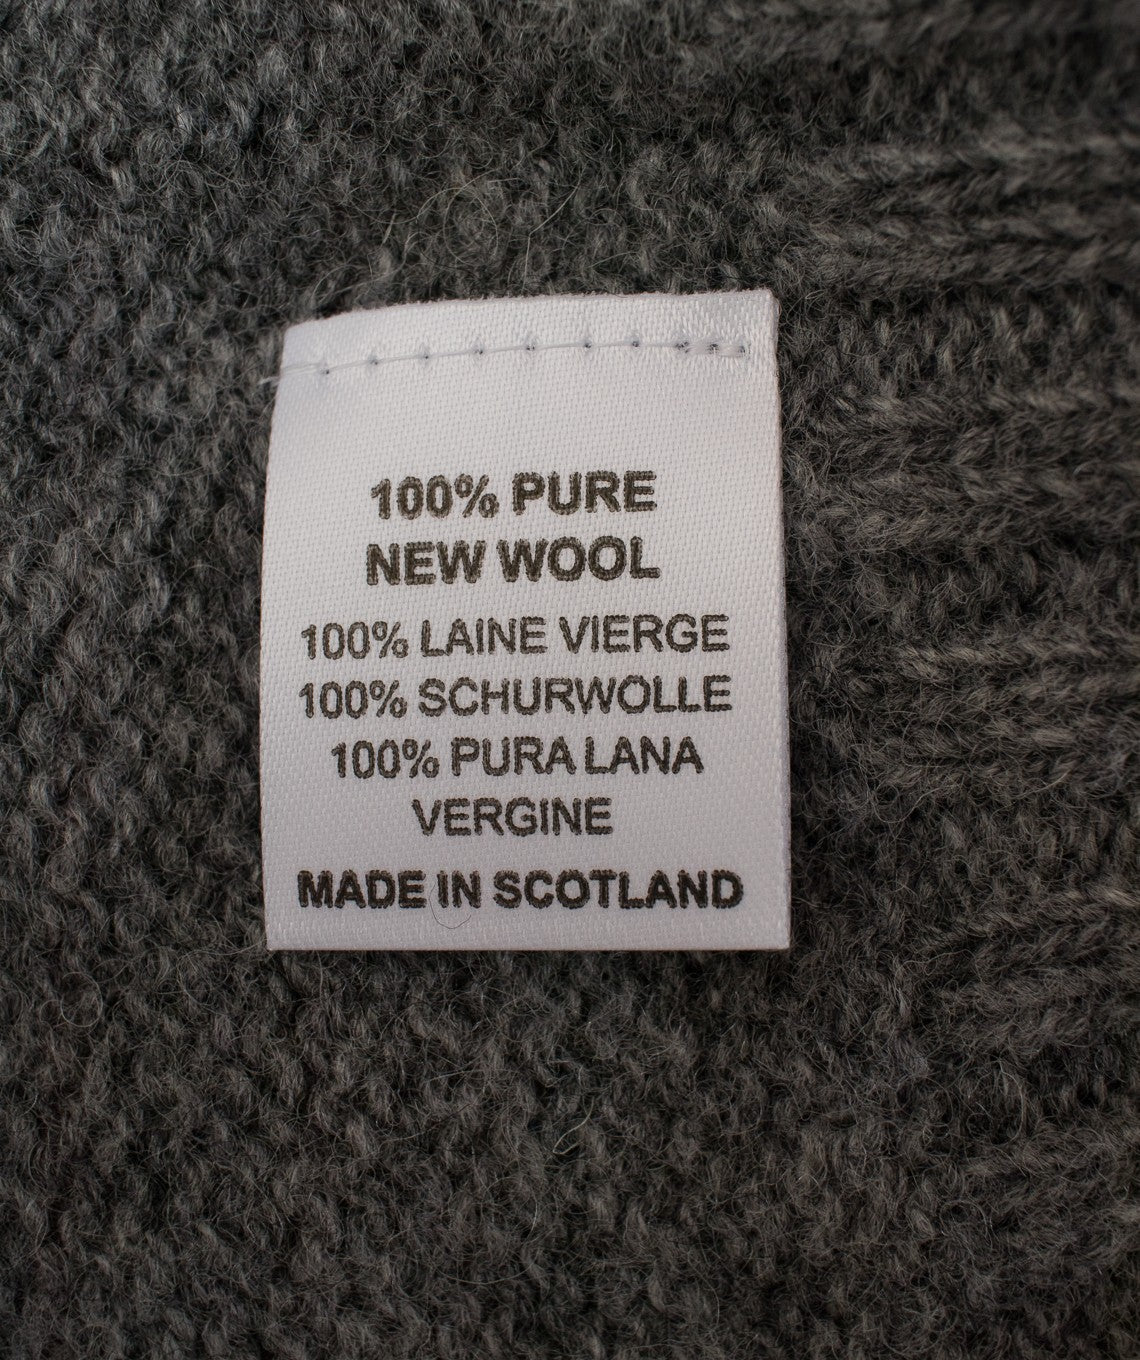 100% PURE
NEW WOOL
100% LAINE VIERGE
100% SCHURWOLLE
100% PURA LANA
VERGINE
MADE IN SCOTLAND